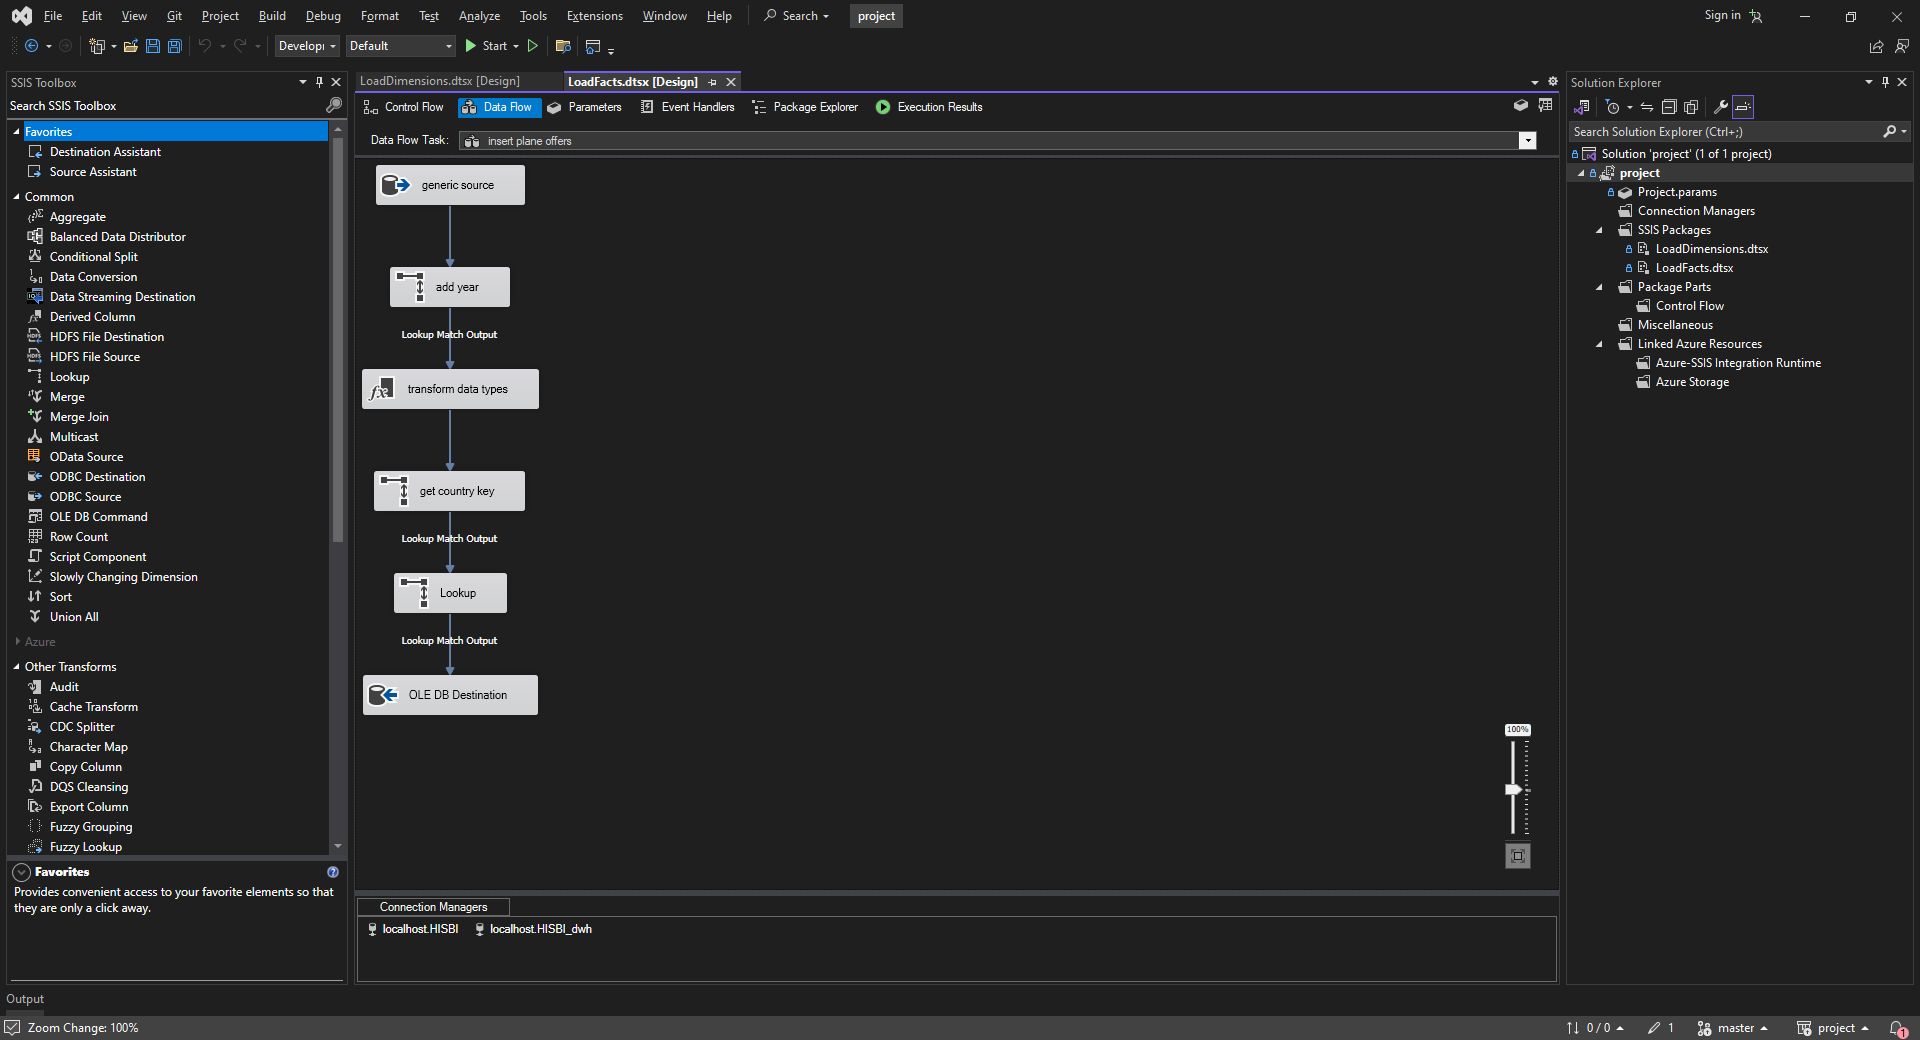 File Edit View Git Project Build Debug Format Test Analyze Tools Extensions Window Help Search project Sign in
Developı Default Start
SSIS Toolbox
Search SSIS Toolbox
Favorites
Destination Assistant
Source Assistant
Common
Aggregate
Balanced Data Distributor
Conditional Split
Data Conversion
Data Streaming Destination
Derived Column
HDFS File Destination
HDFS File Source
Lookup
Merge
Merge Join
Multicast
OData Source
ODBC Destination
ODBC Source
OLE DB Command
Row Count
Script Component
Slowly Changing Dimension
Sort
Union All
Azure
Other Transforms
Audit
Cache Transform
CDC Splitter
Character Map
Copy Column
DQS Cleansing
Export Column
Fuzzy Grouping
Fuzzy Lookup
Favorites
Provides convenient access to your favorite elements so that
they are only a click away.
LoadDimensions.dtsx [Design] LoadFacts.dtsx [Design]
Control Flow Data Flow Parameters Event Handlers Package Explorer Execution Results
Data Flow Task: insert plane offers
generic source
add year
Lookup Match Output
transform data types
get country key
Lookup Match Output
Lookup
Lookup Match Output
OLE DB Destination
100%
Connection Managers
localhost.HISBI localhost.HISBI_dwh
Solution Explorer
Search Solution Explorer (Ctrl+;)
Solution 'project' (1 of 1 project)
project
Project.params
Connection Managers
SSIS Packages
LoadDimensions.dtsx
LoadFacts.dtsx
Package Parts
Control Flow
Miscellaneous
Linked Azure Resources
Azure-SSIS Integration Runtime
Azure Storage
Output
Zoom Change: 100% 0 / 0 1 master project 1